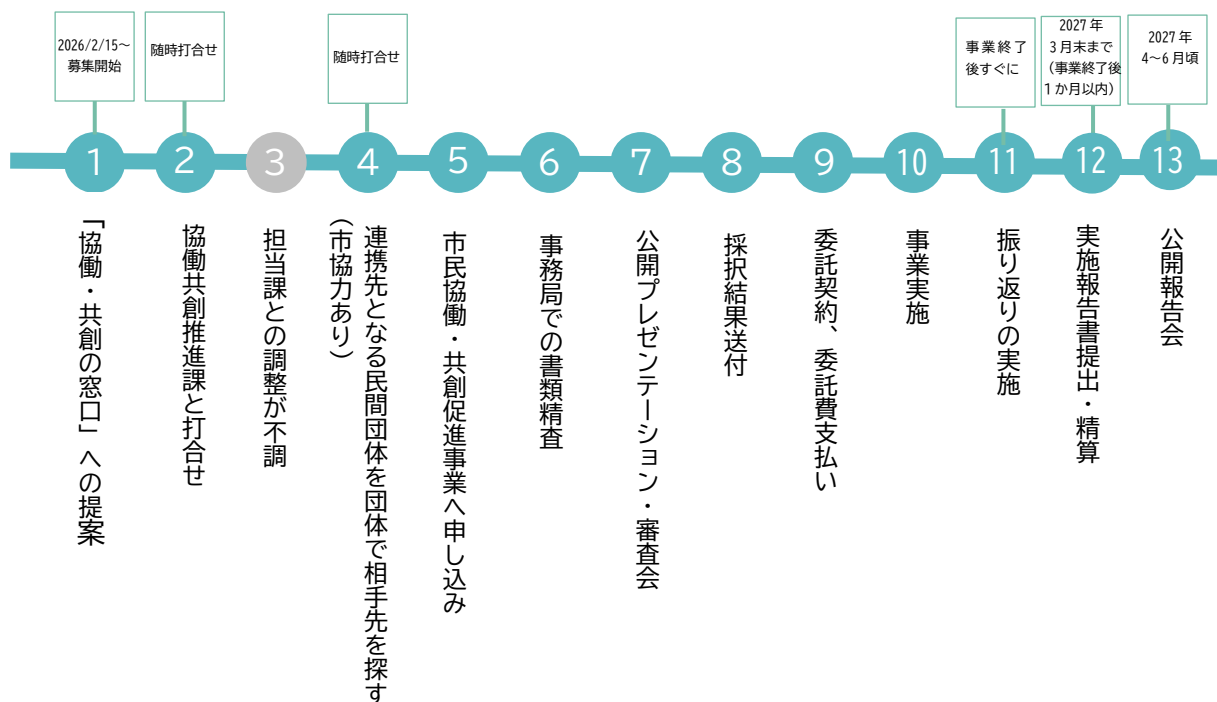 2026/2/15～
募集開始
随時打合せ
随時打合せ
事業終了
後すぐに
2027年
3月末まで
（事業終了後
1か月以内）
2027年
4～6月頃
1
2
3
4
5
6
7
8
9
10
11
12
13
「協働・共創の窓口」への提案
協働共創推進課と打合せ
担当課との調整が不調
連携先となる民間団体を団体で相手先を探す
（市協力あり）
市民協働・共創促進事業へ申し込み
事務局での書類精査
公開プレゼンテーション・審査会
採択結果送付
委託契約、委託費支払い
事業実施
振り返りの実施
実施報告書提出・精算
公開報告会